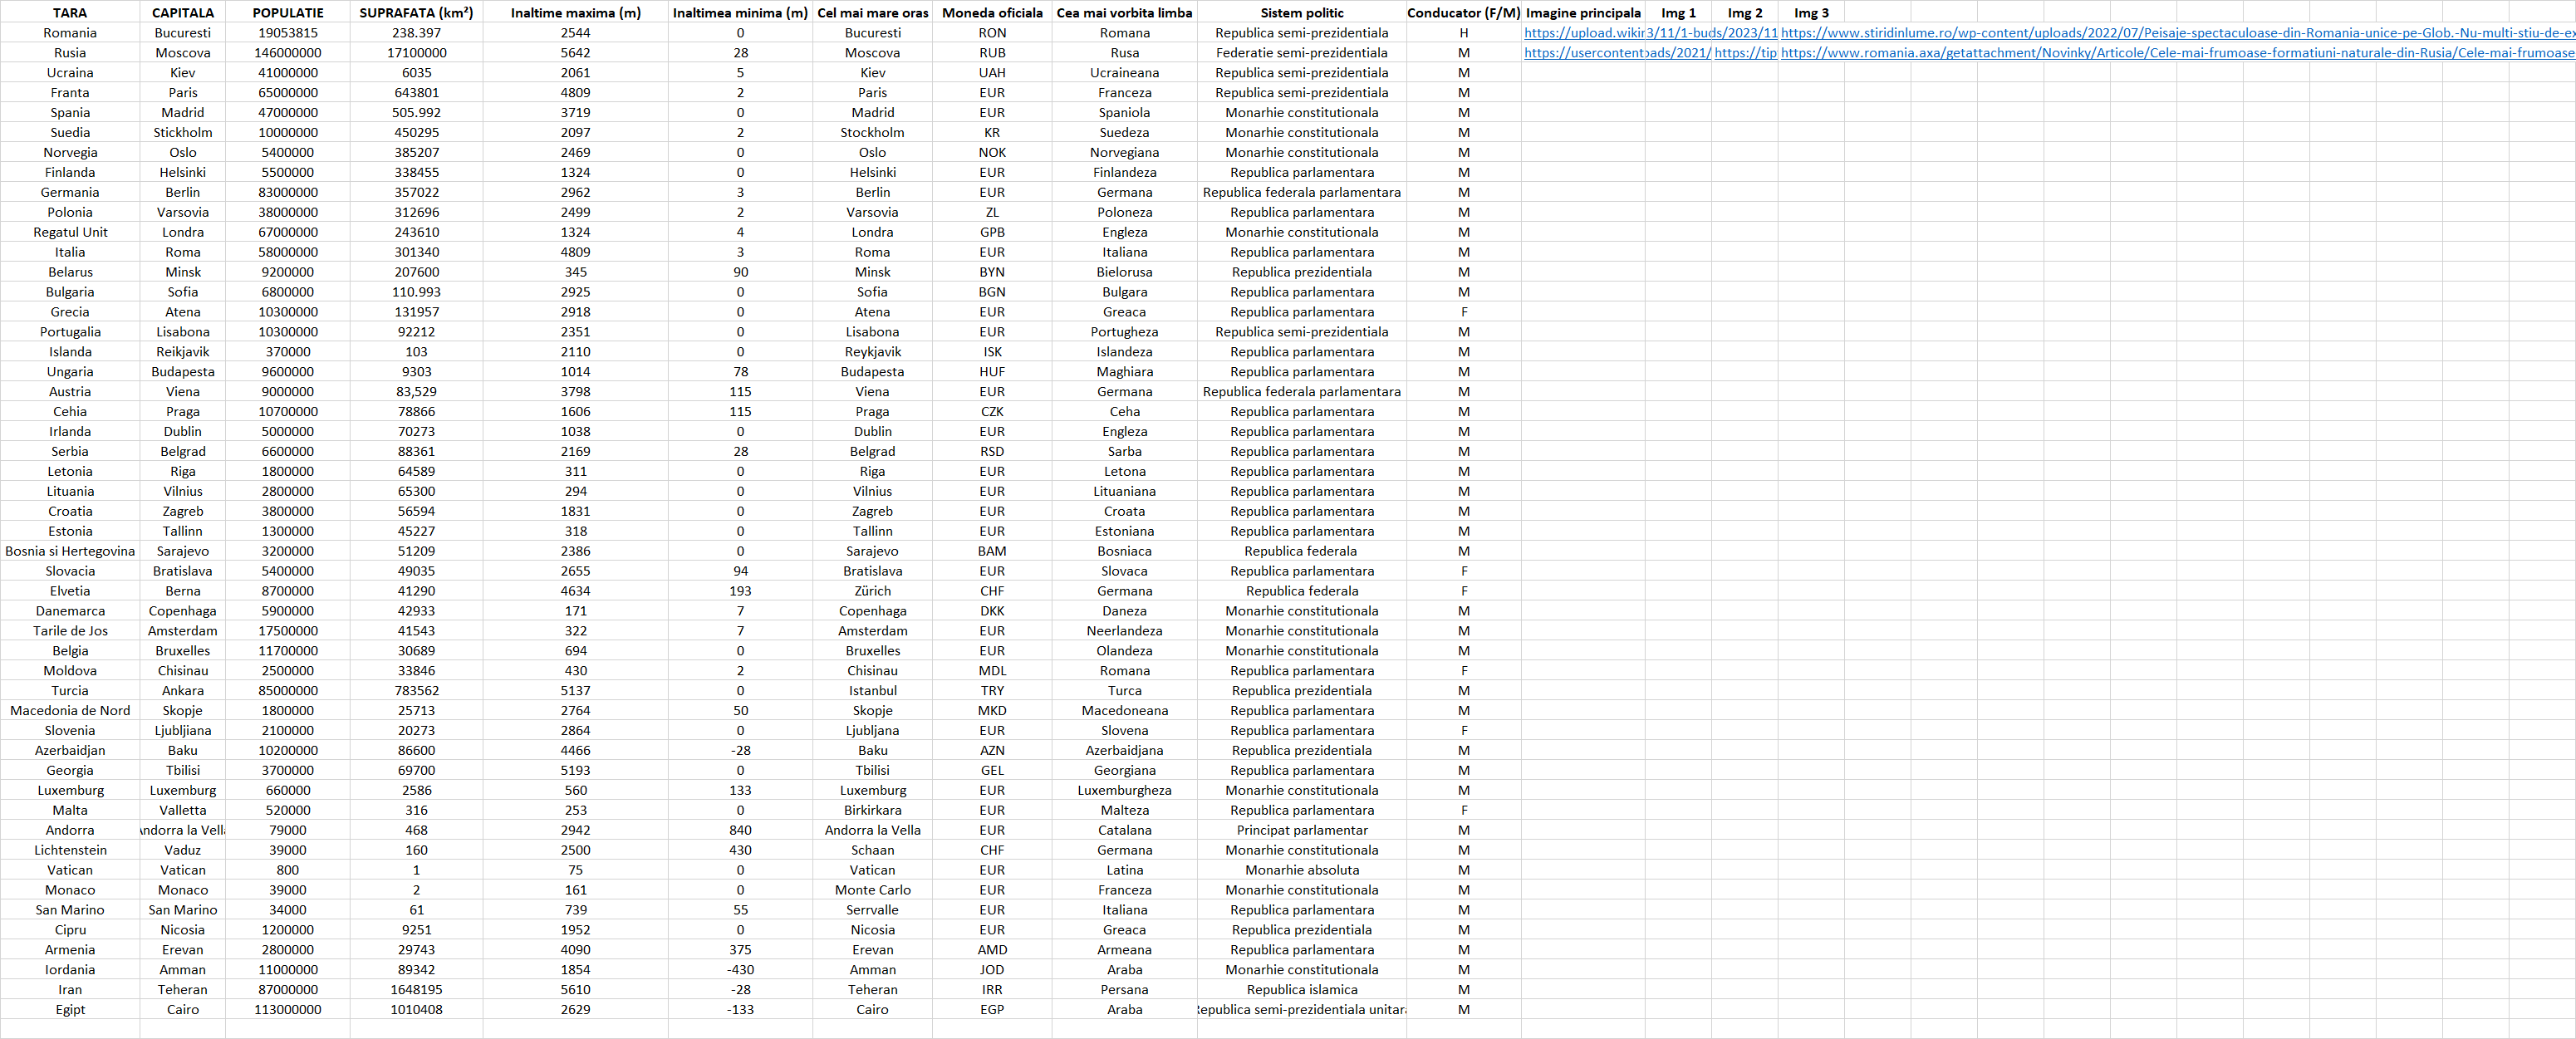 TARA CAPITALA POPULATIE SUPRAFATA (km²) Inaltime maxima (m) Inaltimea minima (m) Cel mai mare oras Moneda oficiala Cea mai vorbita limba Sistem politic Conducator (F/M) Imagine principala Img 1 Img 2 Img 3
Romania Bucuresti 19053815 238.397 2544 0 Bucuresti RON Romana Republica semi-prezidentiala H https://upload.wikin 3/11/1-buds/2023/11 https://www.stiridinlume.ro/wp-content/uploads/2022/07/Peisaje-spectaculoase-din-Romania-unice-pe-Glob.-Nu-multi-stiu-de-ex
Rusia Moscova 146000000 17100000 5642 28 Moscova RUB Rusa Federatie semi-prezidentiala M https://usercontent oads/2021/ https://tip https://www.romania.axa/getattachment/Novinky/Articole/Cele-mai-frumoase-formatiuni-naturale-din-Rusia/Cele-mai-frumoase
Ucraina Kiev 41000000 6035 2061 5 Kiev UAH Ucraineana Republica semi-prezidentiala M
Franta Paris 65000000 643801 4809 2 Paris EUR Franceza Republica semi-prezidentiala M
Spania Madrid 47000000 505.992 3719 0 Madrid EUR Spaniola Monarhie constitutionala M
Suedia Stickholm 10000000 450295 2097 2 Stockholm KR Suedeza Monarhie constitutionala M
Norvegia Oslo 5400000 385207 2469 0 Oslo NOK Norvegiana Monarhie constitutionala M
Finlanda Helsinki 5500000 338455 1324 0 Helsinki EUR Finlandeza Republica parlamentara M
Germania Berlin 83000000 357022 2962 3 Berlin EUR Germana Republica federala parlamentara M
Polonia Varsovia 38000000 312696 2499 2 Varsovia ZL Poloneza Republica parlamentara M
Regatul Unit Londra 67000000 243610 1324 4 Londra GPB Engleza Monarhie constitutionala M
Italia Roma 58000000 301340 4809 3 Roma EUR Italiana Republica parlamentara M
Belarus Minsk 9200000 207600 345 90 Minsk BYN Bielorusa Republica prezidentiala M
Bulgaria Sofia 6800000 110.993 2925 0 Sofia BGN Bulgara Republica parlamentara M
Grecia Atena 10300000 131957 2918 0 Atena EUR Greaca Republica parlamentara F
Portugalia Lisabona 10300000 92212 2351 0 Lisabona EUR Portugheza Republica semi-prezidentiala M
Islanda Reikjavik 370000 103 2110 0 Reykjavik ISK Islandeza Republica parlamentara M
Ungaria Budapesta 9600000 9303 1014 78 Budapesta HUF Maghiara Republica parlamentara M
Austria Viena 9000000 83,529 3798 115 Viena EUR Germana Republica federala parlamentara M
Cehia Praga 10700000 78866 1606 115 Praga CZK Ceha Republica parlamentara M
Irlanda Dublin 5000000 70273 1038 0 Dublin EUR Engleza Republica parlamentara M
Serbia Belgrad 6600000 88361 2169 28 Belgrad RSD Sarba Republica parlamentara M
Letonia Riga 1800000 64589 311 0 Riga EUR Letona Republica parlamentara M
Lituania Vilnius 2800000 65300 294 0 Vilnius EUR Lituaniana Republica parlamentara M
Croatia Zagreb 3800000 56594 1831 0 Zagreb EUR Croata Republica parlamentara M
Estonia Tallinn 1300000 45227 318 0 Tallinn EUR Estoniana Republica parlamentara M
Bosnia si Hertegovina Sarajevo 3200000 51209 2386 0 Sarajevo BAM Bosniaca Republica federala M
Slovacia Bratislava 5400000 49035 2655 94 Bratislava EUR Slovaca Republica parlamentara F
Elvetia Berna 8700000 41290 4634 193 Zürich CHF Germana Republica federala F
Danemarca Copenhaga 5900000 42933 171 7 Copenhaga DKK Daneza Monarhie constitutionala M
Tarile de Jos Amsterdam 17500000 41543 322 7 Amsterdam EUR Neerlandeza Monarhie constitutionala M
Belgia Bruxelles 11700000 30689 694 0 Bruxelles EUR Olandeza Monarhie constitutionala M
Moldova Chisinau 2500000 33846 430 2 Chisinau MDL Romana Republica parlamentara F
Turcia Ankara 85000000 783562 5137 0 Istanbul TRY Turca Republica prezidentiala M
Macedonia de Nord Skopje 1800000 25713 2764 50 Skopje MKD Macedoneana Republica parlamentara M
Slovenia Ljubljiana 2100000 20273 2864 0 Ljubljana EUR Slovena Republica parlamentara F
Azerbaidjan Baku 10200000 86600 4466 -28 Baku AZN Azerbaidjana Republica prezidentiala M
Georgia Tbilisi 3700000 69700 5193 0 Tbilisi GEL Georgiana Republica parlamentara M
Luxemburg Luxemburg 660000 2586 560 133 Luxemburg EUR Luxemburgheza Monarhie constitutionala M
Malta Valletta 520000 316 253 0 Birkirkara EUR Malteza Republica parlamentara F
Andorra Andorra la Vella 79000 468 2942 840 Andorra la Vella EUR Catalana Principat parlamentar M
Lichtenstein Vaduz 39000 160 2500 430 Schaan CHF Germana Monarhie constitutionala M
Vatican Vatican 800 1 75 0 Vatican EUR Latina Monarhie absoluta M
Monaco Monaco 39000 2 161 0 Monte Carlo EUR Franceza Monarhie constitutionala M
San Marino San Marino 34000 61 739 55 Serrvalle EUR Italiana Republica parlamentara M
Cipru Nicosia 1200000 9251 1952 0 Nicosia EUR Greaca Republica prezidentiala M
Armenia Erevan 2800000 29743 4090 375 Erevan AMD Armeana Republica parlamentara M
Iordania Amman 11000000 89342 1854 -430 Amman JOD Araba Monarhie constitutionala M
Iran Teheran 87000000 1648195 5610 -28 Teheran IRR Persana Republica islamica M
Egipt Cairo 113000000 1010408 2629 -133 Cairo EGP Araba Republica semi-prezidentiala unitara M